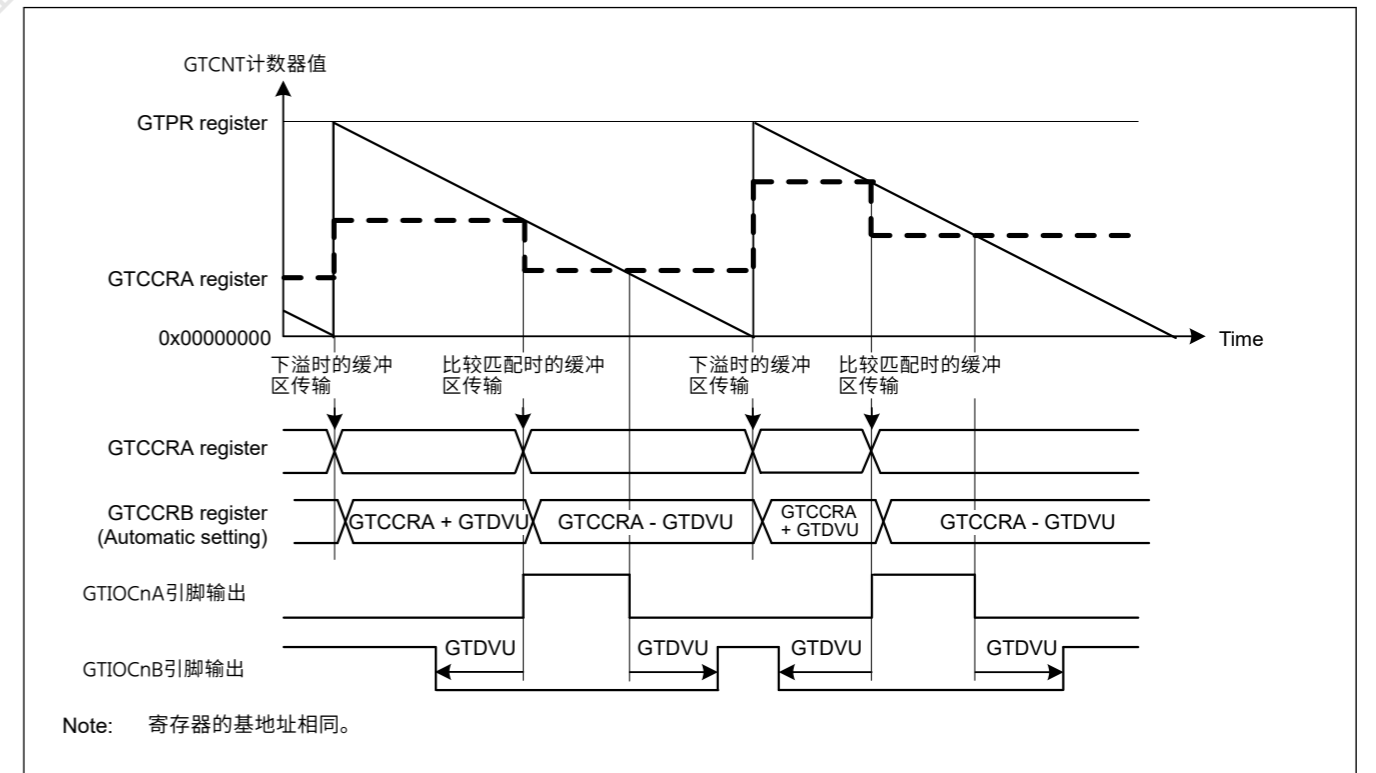 GTCNT计数器值
GTPR register
GTCCRA register
0x00000000
Time
下溢时的缓冲
区传输
比较匹配时的缓冲
区传输
下溢时的缓冲
区传输
比较匹配时的缓冲
区传输
GTCCRA register
GTCCRB register
(Automatic setting)
GTCCRA + GTDVU
GTCCRA - GTDVU
GTCCRA
+ GTDVU
GTCCRA - GTDVU
GTIOCnA引脚输出
GTIOCnB引脚输出
GTDVU
GTDVU
GTDVU
GTDVU
Note: 寄存器的基地址相同。